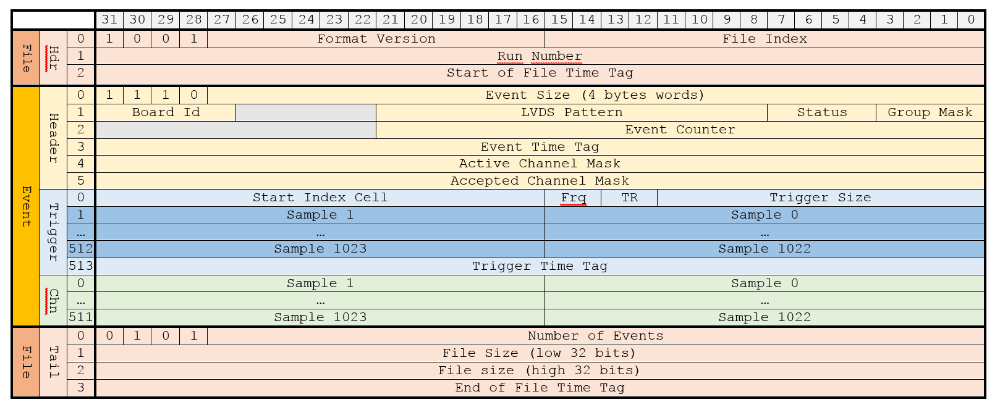 31 30 29 28 27 26 25 24 23 22 21 20 19 18 17 16 15 14 13 12 11 10 9 8 7 6 5 4 3 2 1 0
File
Hdr
0 1 0 0 1 Format Version File Index
1 Run Number
2 Start of File Time Tag
Event
Header
0 1 1 1 0 Event Size (4 bytes words)
1 Board Id LVDS Pattern Status Group Mask
2 Event Counter
3 Event Time Tag
4 Active Channel Mask
5 Accepted Channel Mask
Trigger
0 Start Index Cell Frq TR Trigger Size
1 Sample 1 Sample 0
… … …
512 Sample 1023 Sample 1022
513 Trigger Time Tag
Chn
0 Sample 1 Sample 0
… … …
511 Sample 1023 Sample 1022
File
Tail
0 0 1 0 1 Number of Events
1 File Size (low 32 bits)
2 File size (high 32 bits)
3 End of File Time Tag